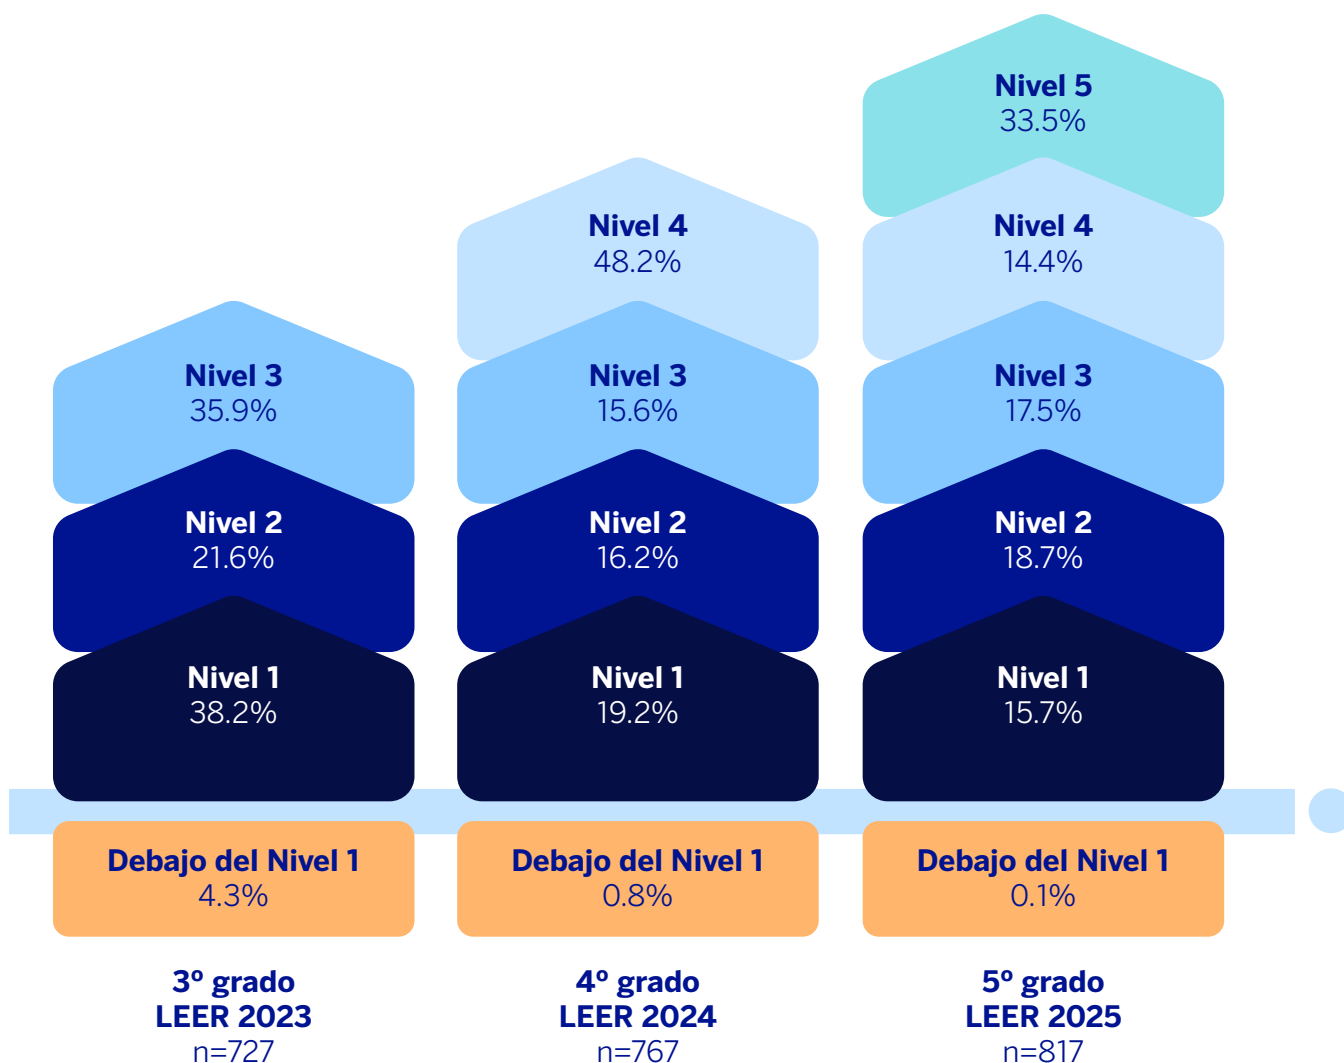 Nivel 3
35.9%
Nivel 2
21.6%
Nivel 1
38.2%
Debajo del Nivel 1
4.3%
3º grado
LEER 2023
n=727
Nivel 4
48.2%
Nivel 3
15.6%
Nivel 2
16.2%
Nivel 1
19.2%
Debajo del Nivel 1
0.8%
4º grado
LEER 2024
n=767
Nivel 5
33.5%
Nivel 4
14.4%
Nivel 3
17.5%
Nivel 2
18.7%
Nivel 1
15.7%
Debajo del Nivel 1
0.1%
5º grado
LEER 2025
n=817